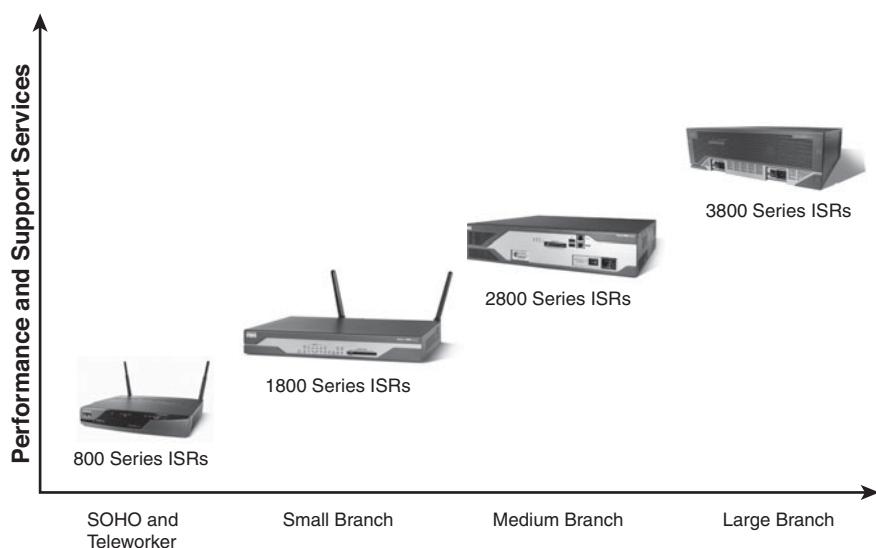 Performance and Support Services
3800 Series ISRs
2800 Series ISRs
1800 Series ISRs
800 Series ISRs
SOHO and
Teleworker
Small Branch
Medium Branch
Large Branch